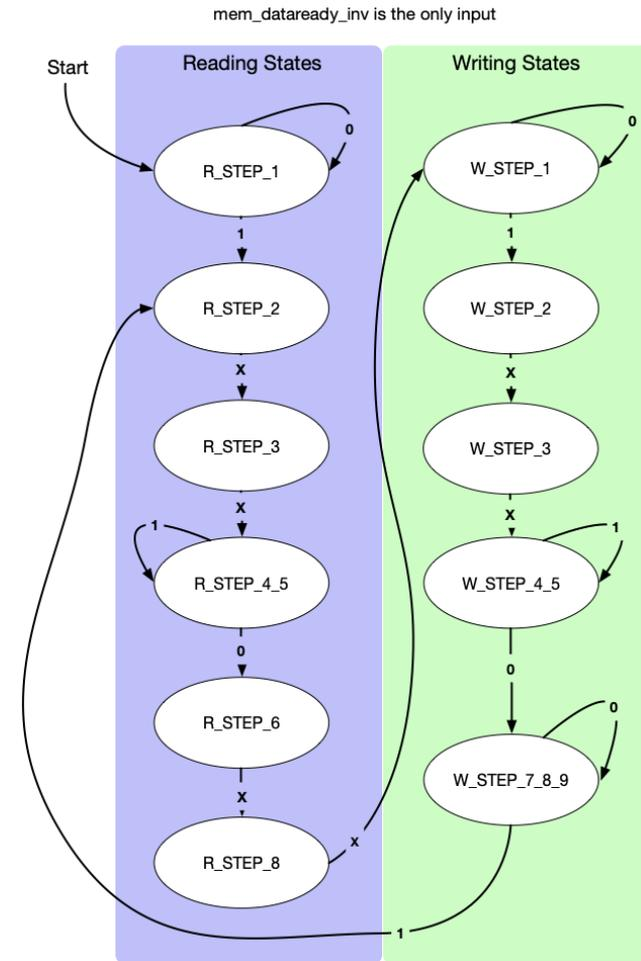 mem_dataready_inv is the only input
Start
Reading States
0
R_STEP_1
1
R_STEP_2
X
R_STEP_3
X
1
R_STEP_4_5
0
R_STEP_6
X
R_STEP_8
X
Writing States
0
W_STEP_1
1
W_STEP_2
X
W_STEP_3
X
1
W_STEP_4_5
0
0
W_STEP_7_8_9
1